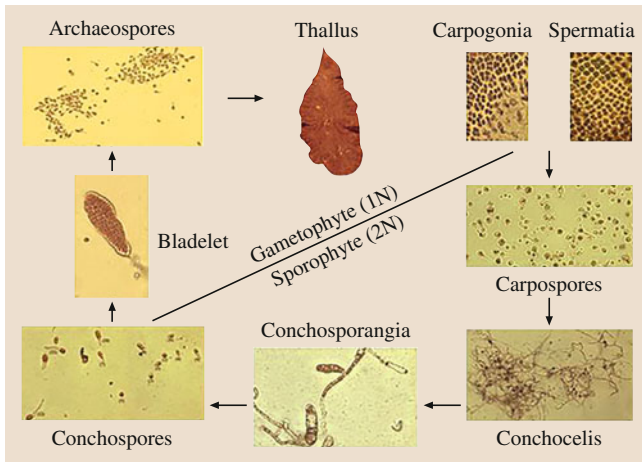 Archaeospores
Thallus
Carpogonia
Spermatia
Bladelet
Gametophyte (1N)
Sporophyte (2N)
Carpospores
Conchosporangia
Conchospores
Conchocelis